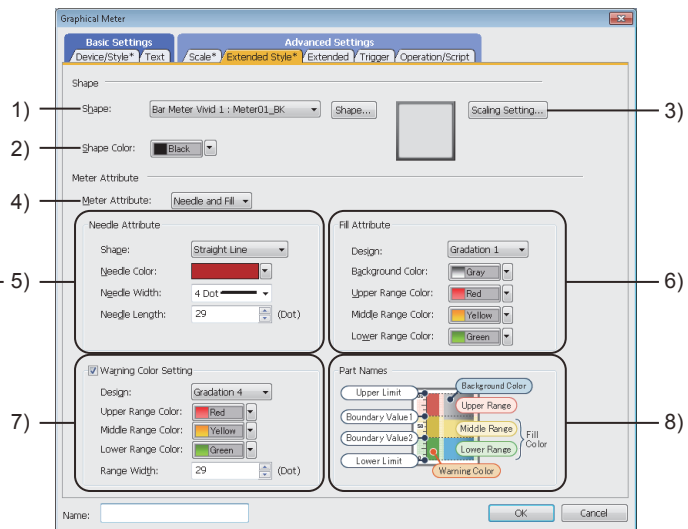 Graphical Meter
Basic Settings
Advanced Settings
Device/Style* Text Scale* Extended Style* Extended Trigger Operation/Script
Shape
1) Shape: Bar Meter Vivid 1 : Meter01_BK Shape... Scaling Setting... 3)
2) Shape Color: Black
Meter Attribute
4) Meter Attribute: Needle and Fill
Needle Attribute
Shape: Straight Line
Needle Color:
Needle Width: 4 Dot
Needle Length: 29 (Dot)
5)
Fill Attribute
Design: Gradation 1
Background Color: Gray
Upper Range Color: Red
Middle Range Color: Yellow
Lower Range Color: Green
6)
Warning Color Setting
Design: Gradation 4
Upper Range Color: Red
Middle Range Color: Yellow
Lower Range Color: Green
Range Width: 29 (Dot)
7)
Part Names
Upper Limit
Background Color
Upper Range
Boundary Value1
Middle Range
Boundary Value2
Fill Color
Lower Range
Lower Limit
Warning Color
8)
Name:
OK Cancel